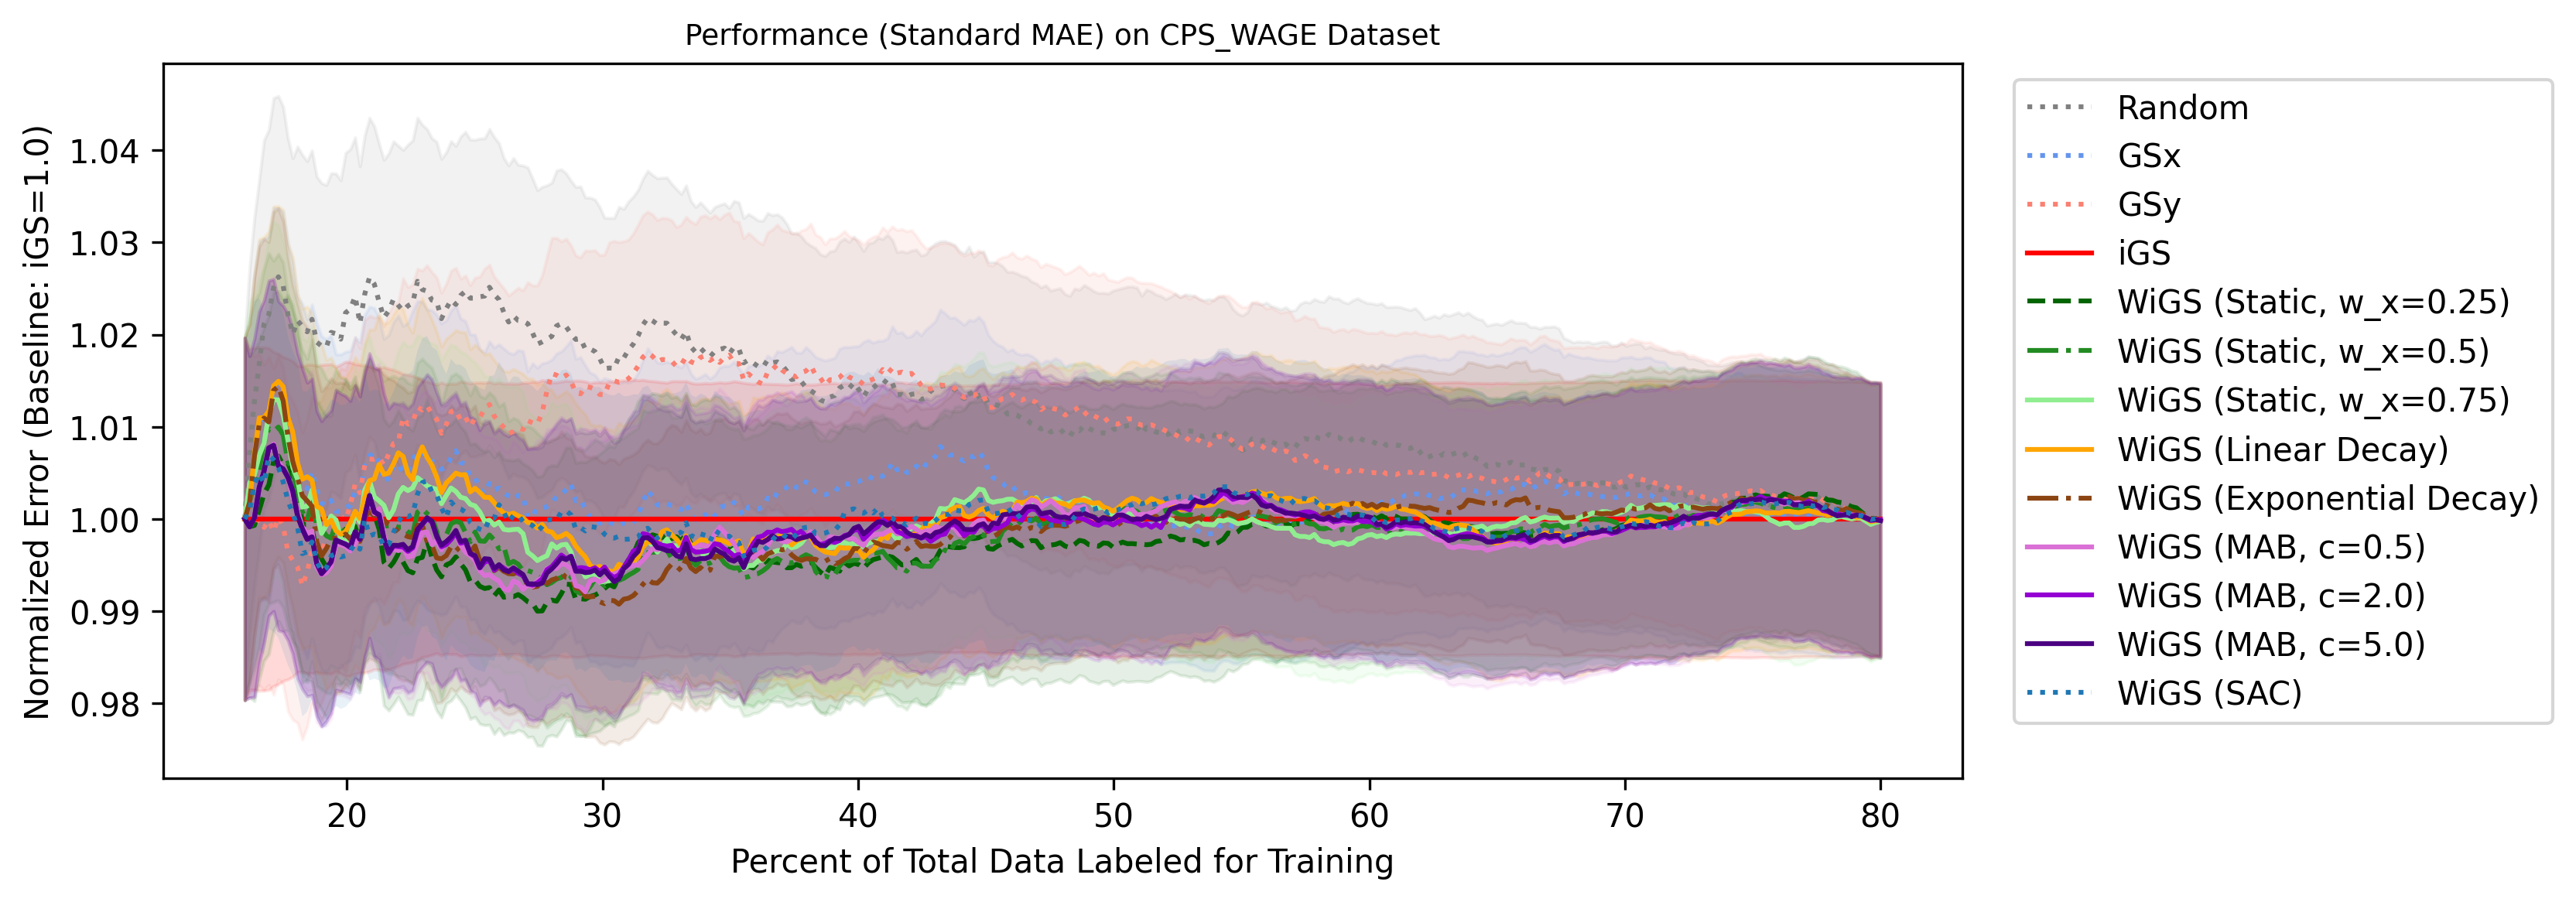 Performance (Standard MAE) on CPS_WAGE Dataset
Normalized Error (Baseline: iGS=1.0)
1.04
1.03
1.02
1.01
1.00
0.99
0.98
20 30 40 50 60 70 80
Percent of Total Data Labeled for Training
Random
GSx
GSy
iGS
WiGS (Static, w_x=0.25)
WiGS (Static, w_x=0.5)
WiGS (Static, w_x=0.75)
WiGS (Linear Decay)
WiGS (Exponential Decay)
WiGS (MAB, c=0.5)
WiGS (MAB, c=2.0)
WiGS (MAB, c=5.0)
WiGS (SAC)